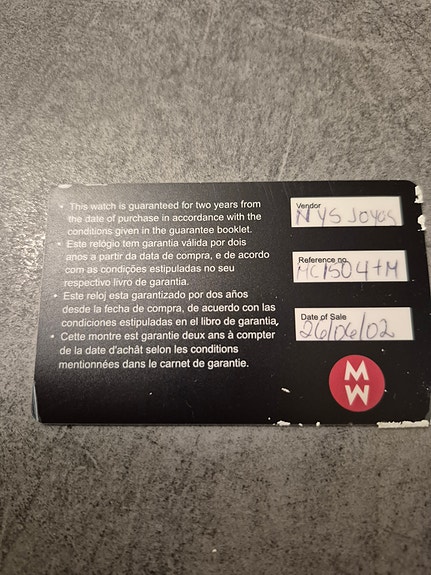 • This watch is guaranteed for two years from
the date of purchase in accordance with the
conditions given in the guarantee booklet.
• Este relógio tem garantia válida por dois
anos a partir da data de compra, e de acordo
com as condições estipuladas no seu
respectivo livro de garantia.
• Este reloj esta garantizado por dos años
desde la fecha de compra, de acuerdo con las
condiciones estipuladas en el libro de garantia,
• Cette montre est garantie deux ans à compter
de la date d'achât selon les conditions
mentionnées dans le carnet de garantie.
Vendor
NYS Joyas
Reference no.
MC1504+M
Date of Sale
26/06/02
M
W